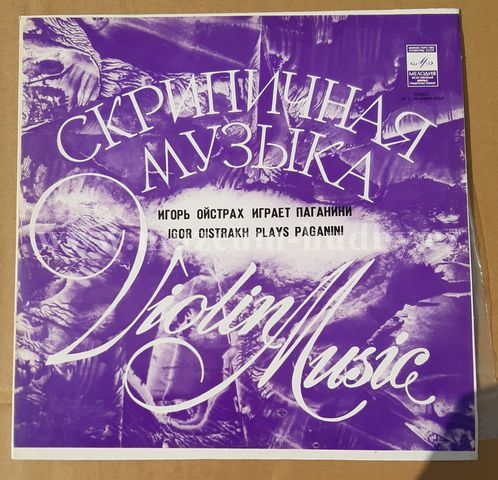 МЕЛОДИЯ
СКРИПИЧНАЯ
МУЗЫКА
ИГОРЬ ОЙСТРАХ ИГРАЕТ ПАГАНИНИ
IGOR OISTRAKH PLAYS PAGANINI
Violin
Music